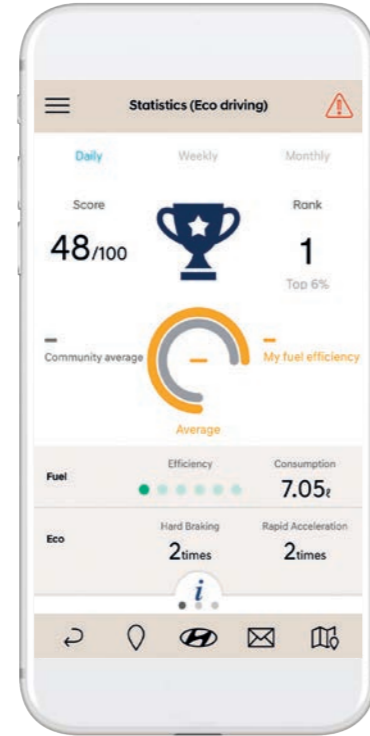 Statistics (Eco driving)
Daily Weekly Monthly
Score Rank
48/100 1
Top 6%
Community average My fuel efficiency
Average
Efficiency Consumption
Fuel 7.05ℓ
Hard Braking Rapid Acceleration
Eco
2times 2times
i